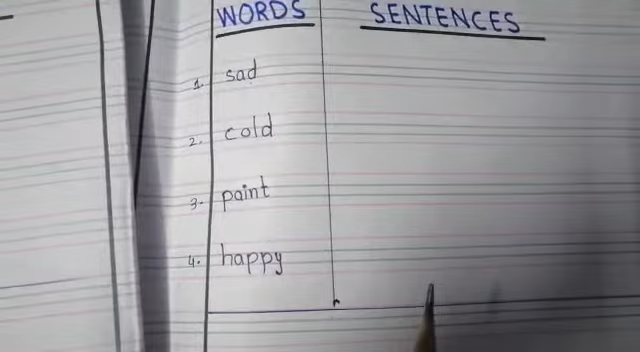 WORDS SENTENCES
1. sad
2. cold
3. paint
4. happy